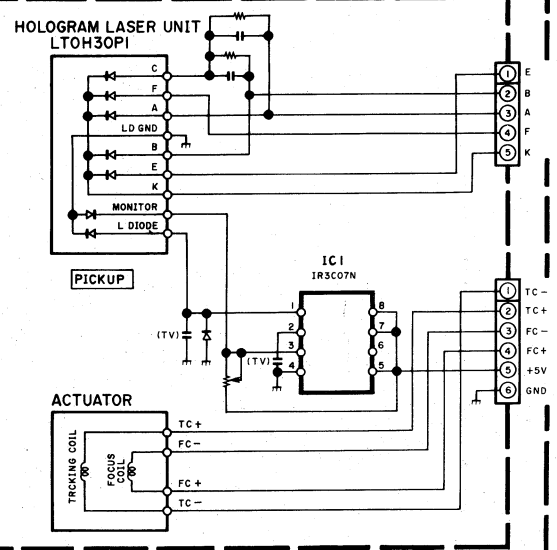 HOLOGRAM LASER UNIT
LTOH30P1
C
F
A
LD GND
B
E
K
MONITOR
L DIODE
PICKUP
1 E
2 B
3 A
4 F
5 K
IC1
IR3C07N
1 8
2 7
3 6
4 5
(TV)
(TV)
1 TC-
2 TC+
3 FC-
4 FC+
5 +5V
6 GND
ACTUATOR
TRCKING COIL
FOCUS
COIL
TC+
FC-
FC+
TC-